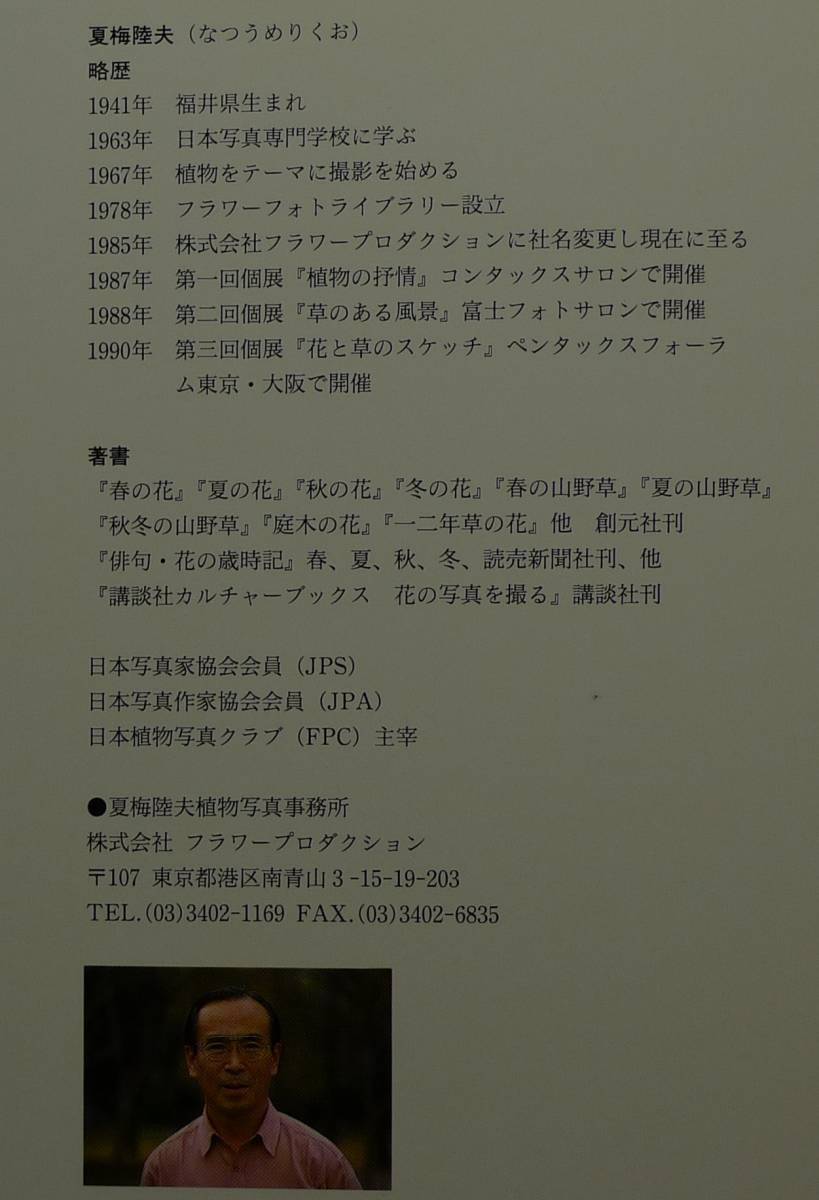 夏梅陸夫（なつうめりくお）
略歴
1941年　福井県生まれ
1963年　日本写真専門学校に学ぶ
1967年　植物をテーマに撮影を始める
1978年　フラワーフォトライブラリー設立
1985年　株式会社フラワープロダクションに社名変更し現在に至る
1987年　第一回個展『植物の抒情』コンタックスサロンで開催
1988年　第二回個展『草のある風景』富士フォトサロンで開催
1990年　第三回個展『花と草のスケッチ』ペンタックスフォーラ
ム東京・大阪で開催
著書
『春の花』『夏の花』『秋の花』『冬の花』『春の山野草』『夏の山野草』
『秋冬の山野草』『庭木の花』『一二年草の花』他　創元社刊
『俳句・花の歳時記』春、夏、秋、冬、読売新聞社刊、他
『講談社カルチャーブックス　花の写真を撮る』講談社刊
日本写真家協会会員（JPS）
日本写真作家協会会員（JPA）
日本植物写真クラブ（FPC）主宰
●夏梅陸夫植物写真事務所
株式会社 フラワープロダクション
〒107 東京都港区南青山3-15-19-203
TEL.(03)3402-1169 FAX.(03)3402-6835